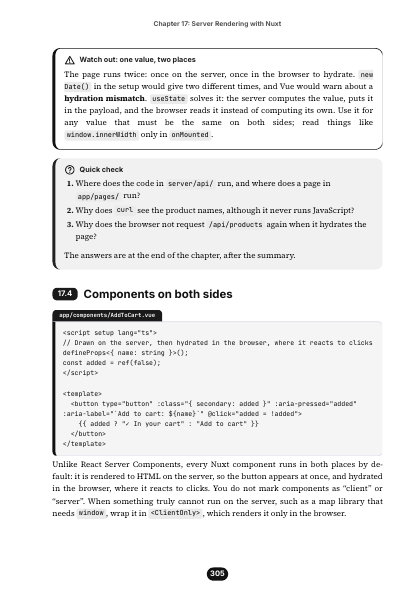 Chapter 17: Server Rendering with Nuxt
Watch out: one value, two places
The page runs twice: once on the server, once in the browser to hydrate. new
Date() in the setup would give two different times, and Vue would warn about a
hydration mismatch. useState solves it: the server computes the value, puts it
in the payload, and the browser reads it instead of computing its own. Use it for
any value that must be the same on both sides; read things like
window.innerWidth only in onMounted.
Quick check
1. Where does the code in server/api/ run, and where does a page in
app/pages/ run?
2. Why does curl see the product names, although it never runs JavaScript?
3. Why does the browser not request /api/products again when it hydrates the
page?
The answers are at the end of the chapter, after the summary.
17.4 Components on both sides
app/components/AddToCart.vue
<script setup lang="ts">
// Drawn on the server, then hydrated in the browser, where it reacts to clicks
defineProps<{ name: string }>();
const added = ref(false);
</script>
<template>
<button type="button" :class="{ secondary: added }" :aria-pressed="added"
:aria-label="`Add to cart: ${name}`" @click="added = !added">
{{ added ? "✓ In your cart" : "Add to cart" }}
</button>
</template>
Unlike React Server Components, every Nuxt component runs in both places by de-
fault: it is rendered to HTML on the server, so the button appears at once, and hydrated
in the browser, where it reacts to clicks. You do not mark components as “client” or
“server”. When something truly cannot run on the server, such as a map library that
needs window, wrap it in <ClientOnly>, which renders it only in the browser.
305